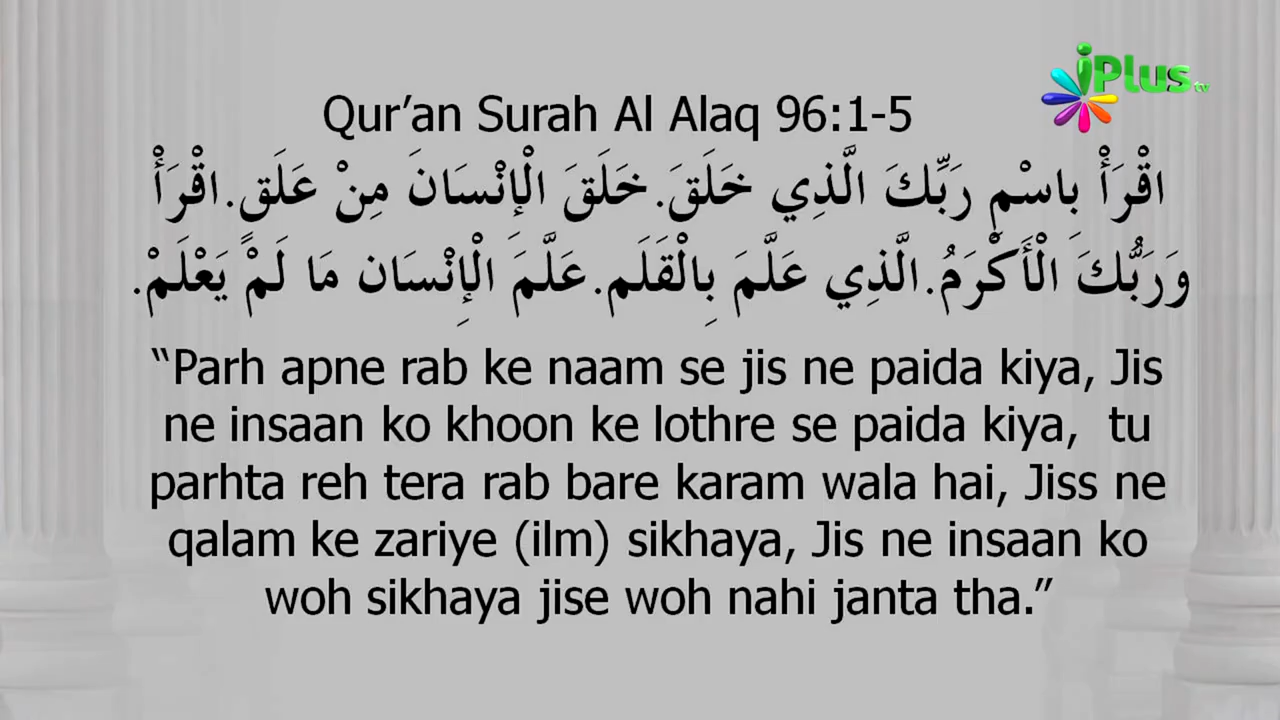 iPlus tv
Qur’an Surah Al Alaq 96:1-5
اقْرَأْ بِاسْمِ رَبِّكَ الَّذِي خَلَقَ.خَلَقَ الْإِنْسَانَ مِنْ عَلَقٍ.اقْرَأْ
وَرَبُّكَ الْأَكْرَمُ.الَّذِي عَلَّمَ بِالْقَلَمِ.عَلَّمَ الْإِنْسَانَ مَا لَمْ يَعْلَمْ.
“Parh apne rab ke naam se jis ne paida kiya, Jis
ne insaan ko khoon ke lothre se paida kiya,  tu
parhta reh tera rab bare karam wala hai, Jiss ne
qalam ke zariye (ilm) sikhaya, Jis ne insaan ko
woh sikhaya jise woh nahi janta tha.”